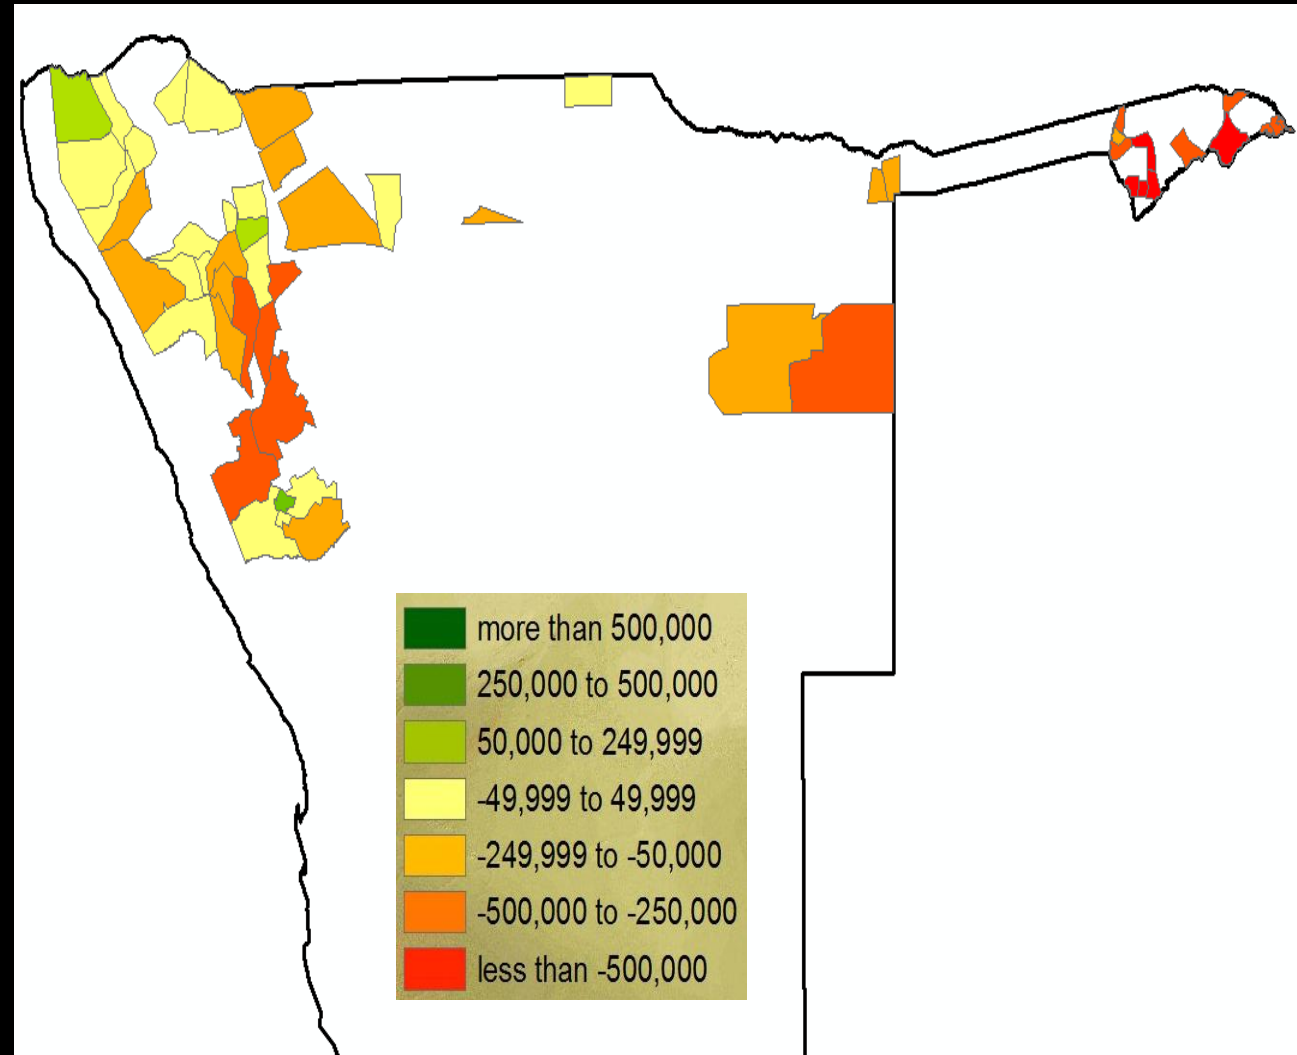 more than 500,000
250,000 to 500,000
50,000 to 249,999
-49,999 to 49,999
-249,999 to -50,000
-500,000 to -250,000
less than -500,000